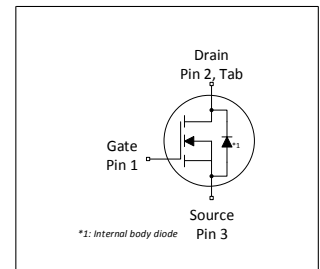 Drain
Pin 2, Tab
*1
Gate
Pin 1
Source
Pin 3
*1: Internal body diode